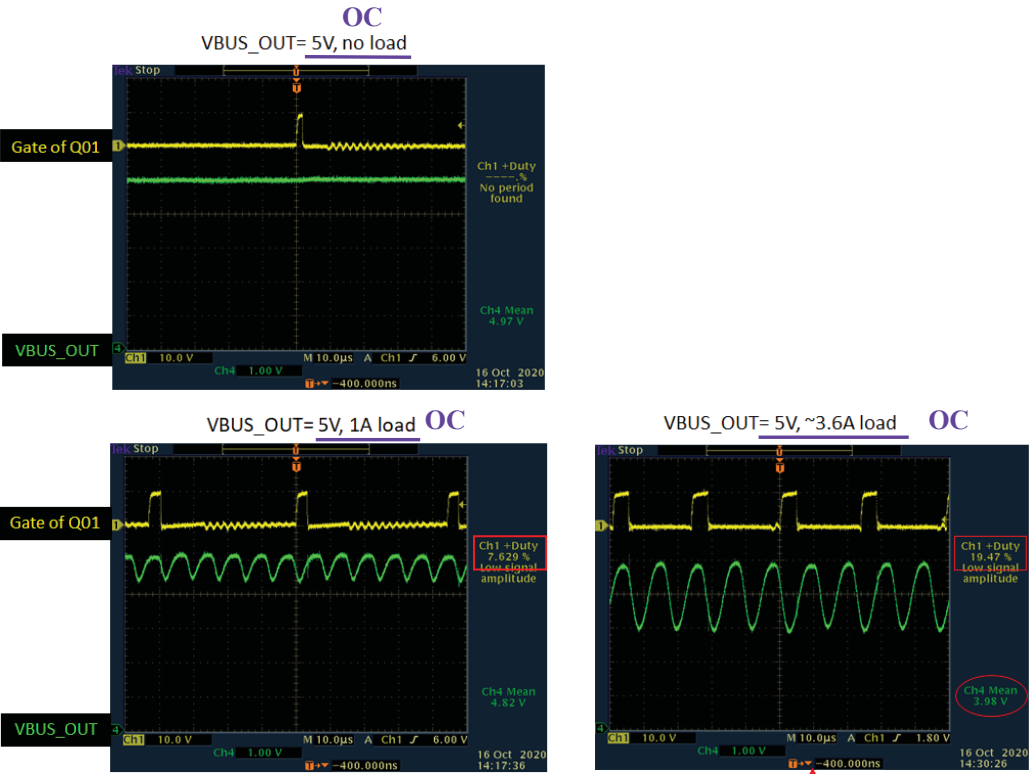 OC
VBUS_OUT= 5V, no load
Tek Stop
Gate of Q01
1
Ch1 +Duty
----.%
No period
found
Ch4 Mean
4.97 V
VBUS_OUT
4
Ch1 10.0 V M 10.0µs A Ch1 ∫ 6.00 V
Ch4 1.00 V
16 Oct 2020
14:17:03
T→▼ -400.000ns
VBUS_OUT= 5V, 1A load OC
Tek Stop
Gate of Q01
1
Ch1 +Duty
7.629 %
Low signal
amplitude
Ch4 Mean
4.82 V
VBUS_OUT
4
Ch1 10.0 V M 10.0µs A Ch1 ∫ 6.00 V
Ch4 1.00 V
16 Oct 2020
14:17:36
T→▼ -400.000ns
VBUS_OUT= 5V, ~3.6A load OC
Tek Stop
1
Ch1 +Duty
19.47 %
Low signal
amplitude
Ch4 Mean
3.98 V
4
Ch1 10.0 V M 10.0µs A Ch1 ∫ 1.80 V
Ch4 1.00 V
16 Oct 2020
14:30:26
T→▼ -400.000ns